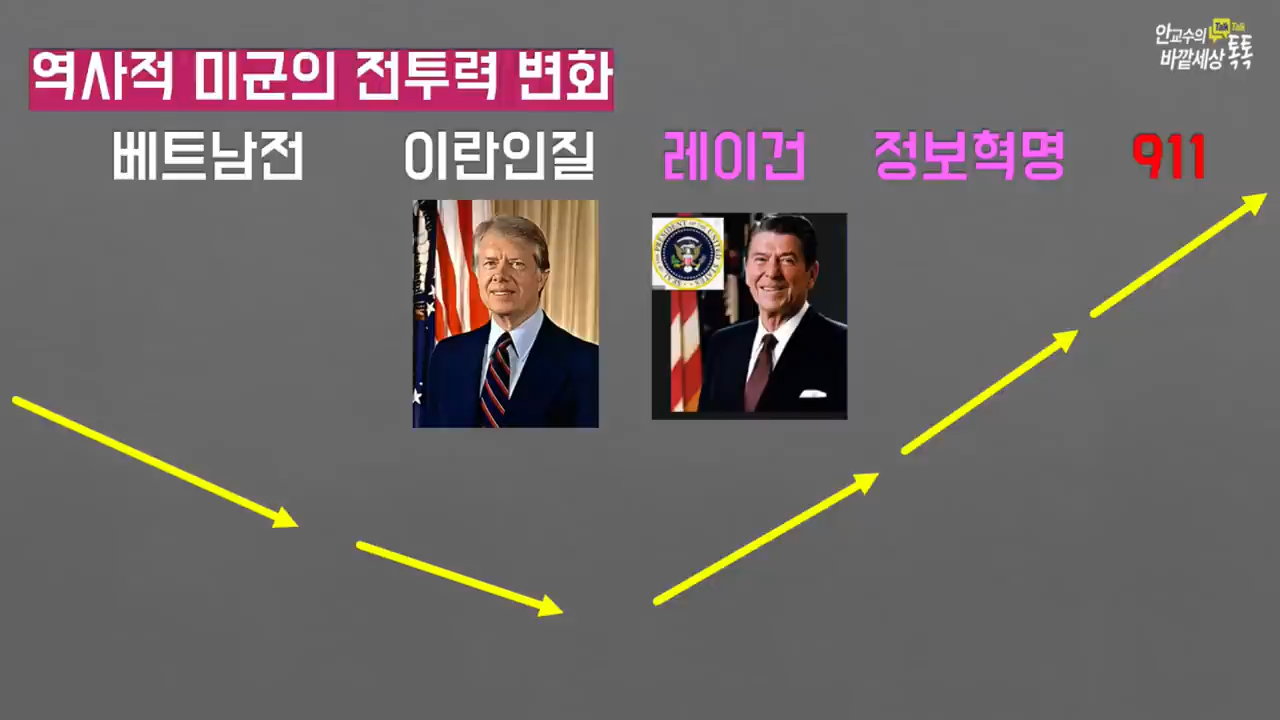 안교수의 Talk Talk
바깥세상 톡톡
역사적 미군의 전투력 변화
베트남전 이란인질 레이건 정보혁명 911